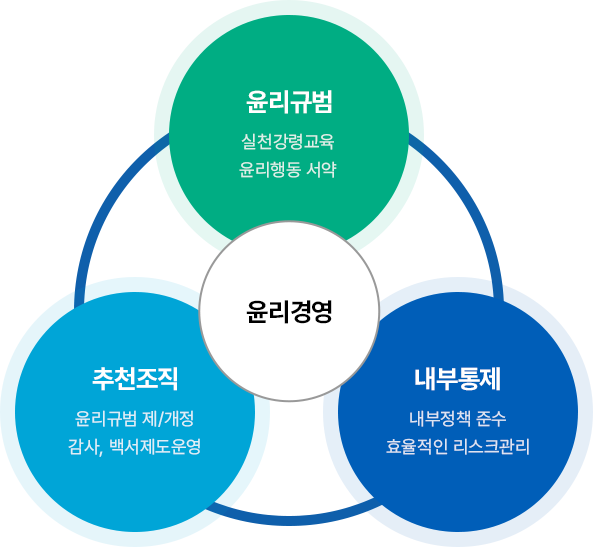 윤리규범
실천강령교육
윤리행동 서약
윤리경영
추천조직
윤리규범 제/개정
감사, 백서제도운영
내부통제
내부정책 준수
효율적인 리스크관리